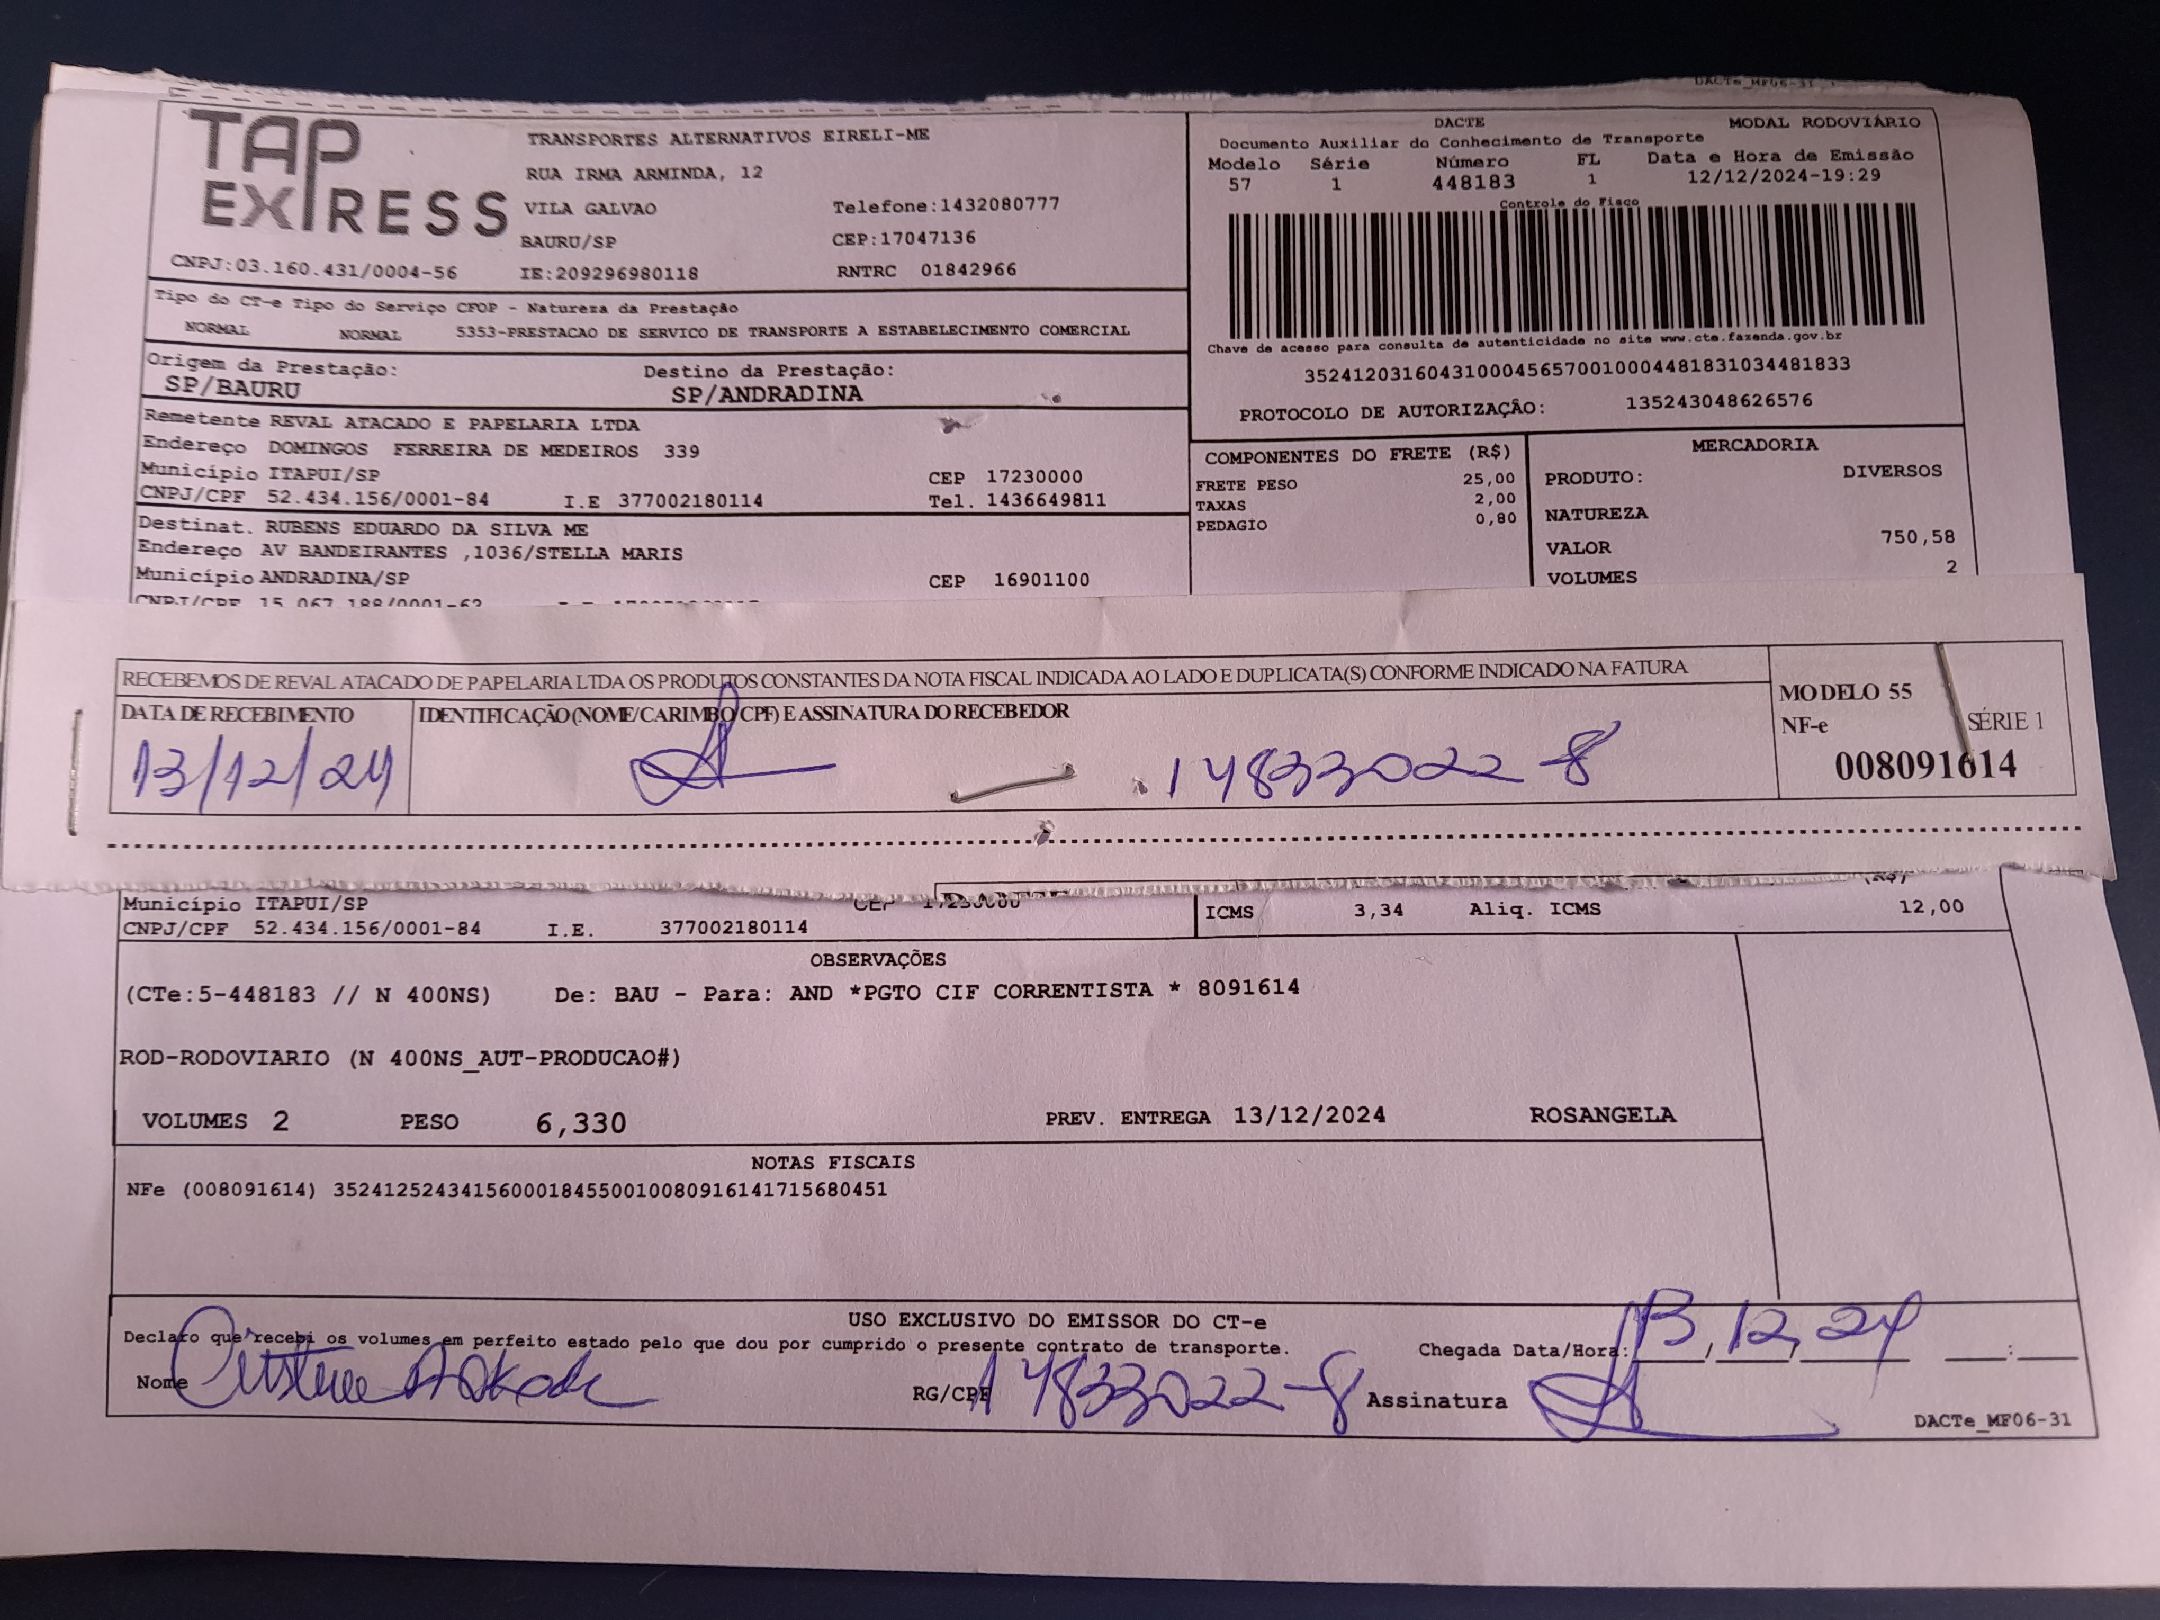 DACTe_MF06-31
TAP EXPRESS
TRANSPORTES ALTERNATIVOS EIRELI-ME
RUA IRMA ARMINDA, 12
VILA GALVAO Telefone:1432080777
BAURU/SP CEP:17047136
CNPJ:03.160.431/0004-56 IE:209296980118 RNTRC 01842966
DACTE MODAL RODOVIÁRIO
Documento Auxiliar do Conhecimento de Transporte
Modelo Série Número FL Data e Hora de Emissão
57 1 448183 1 12/12/2024-19:29
Controle do Fisco
Chave de acesso para consulta de autenticidade no site www.cte.fazenda.gov.br
35241203160431000456570010004481831034481833
PROTOCOLO DE AUTORIZAÇÃO: 135243048626576
Tipo do CT-e Tipo do Serviço CFOP - Natureza da Prestação
NORMAL NORMAL 5353-PRESTACAO DE SERVICO DE TRANSPORTE A ESTABELECIMENTO COMERCIAL
Origem da Prestação: Destino da Prestação:
SP/BAURU SP/ANDRADINA
Remetente REVAL ATACADO E PAPELARIA LTDA
Endereço DOMINGOS FERREIRA DE MEDEIROS 339
Município ITAPUI/SP CEP 17230000
CNPJ/CPF 52.434.156/0001-84 I.E 377002180114 Tel. 1436649811
Destinat. RUBENS EDUARDO DA SILVA ME
Endereço AV BANDEIRANTES ,1036/STELLA MARIS
Município ANDRADINA/SP CEP 16901100
CNPJ/CPF 15.067.188/0001-62
COMPONENTES DO FRETE (R$)
FRETE PESO 25,00
TAXAS 2,00
PEDAGIO 0,80
MERCADORIA
PRODUTO: DIVERSOS
NATUREZA
VALOR 750,58
VOLUMES 2
RECEBEMOS DE REVAL ATACADO DE PAPELARIA LTDA OS PRODUTOS CONSTANTES DA NOTA FISCAL INDICADA AO LADO E DUPLICATA(S) CONFORME INDICADO NA FATURA
DATA DE RECEBIMENTO IDENTIFICAÇÃO (NOME/CARIMBO/CPF) E ASSINATURA DO RECEBEDOR
13/12/24 14833022-8
MODELO 55
NF-e SÉRIE 1
008091614
Município ITAPUI/SP CEP 17230000
CNPJ/CPF 52.434.156/0001-84 I.E. 377002180114
(R$)
ICMS 3,34 Aliq. ICMS 12,00
OBSERVAÇÕES
(CTe:5-448183 // N 400NS) De: BAU - Para: AND *PGTO CIF CORRENTISTA * 8091614
ROD-RODOVIARIO (N 400NS_AUT-PRODUCAO#)
VOLUMES 2 PESO 6,330 PREV. ENTREGA 13/12/2024 ROSANGELA
NOTAS FISCAIS
NFe (008091614) 35241252434156000184550010080916141715680451
USO EXCLUSIVO DO EMISSOR DO CT-e
Declaro que recebi os volumes em perfeito estado pelo que dou por cumprido o presente contrato de transporte. Chegada Data/Hora: 13/12/24
Nome RG/CPF 14833022-8 Assinatura
DACTe_MF06-31